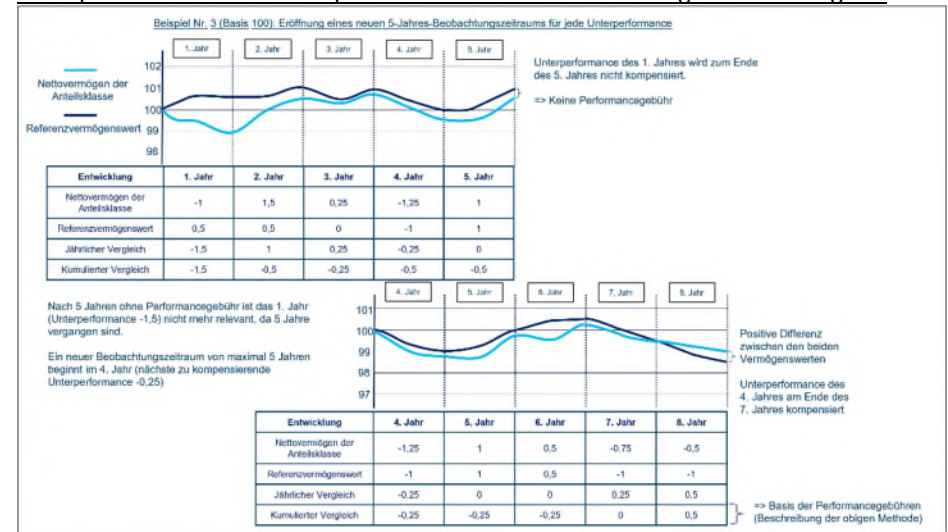 Beispiel Nr. 3 (Basis 100): Eröffnung eines neuen 5-Jahres-Beobachtungszeitraums für jede Unterperformance
1. Jahr 2. Jahr 3. Jahr 4. Jahr 5. Jahr
102
101
100
99
98
Nettovermögen der
Anteilsklasse
Referenzvermögenswert
Unterperformance des 1. Jahres wird zum Ende
des 5. Jahres nicht kompensiert.
=> Keine Performancegebühr
Entwicklung 1. Jahr 2. Jahr 3. Jahr 4. Jahr 5. Jahr
Nettovermögen der
Anteilsklasse -1 1,5 0,25 -1,25 1
Referenzvermögenswert 0,5 0,5 0 -1 1
Jährlicher Vergleich -1,5 1 0,25 -0,25 0
Kumulierter Vergleich -1,5 -0,5 -0,25 -0,5 -0,5
Nach 5 Jahren ohne Performancegebühr ist das 1. Jahr
(Unterperformance -1,5) nicht mehr relevant, da 5 Jahre
vergangen sind.
Ein neuer Beobachtungszeitraum von maximal 5 Jahren
beginnt im 4. Jahr (nächste zu kompensierende
Unterperformance -0,25)
4. Jahr 5. Jahr 6. Jahr 7. Jahr 8. Jahr
101
100
99
98
97
Positive Differenz
zwischen den beiden
Vermögenswerten
Unterperformance des
4. Jahres am Ende des
7. Jahres kompensiert
Entwicklung 4. Jahr 5. Jahr 6. Jahr 7. Jahr 8. Jahr
Nettovermögen der
Anteilsklasse -1,25 1 0,5 -0,75 -0,5
Referenzvermögenswert -1 1 0,5 -1 -1
Jährlicher Vergleich -0,25 0 0 0,25 0,5
Kumulierter Vergleich -0,25 -0,25 -0,25 0 0,5
=> Basis der Performancegebühren
(Beschreibung der obigen Methode)